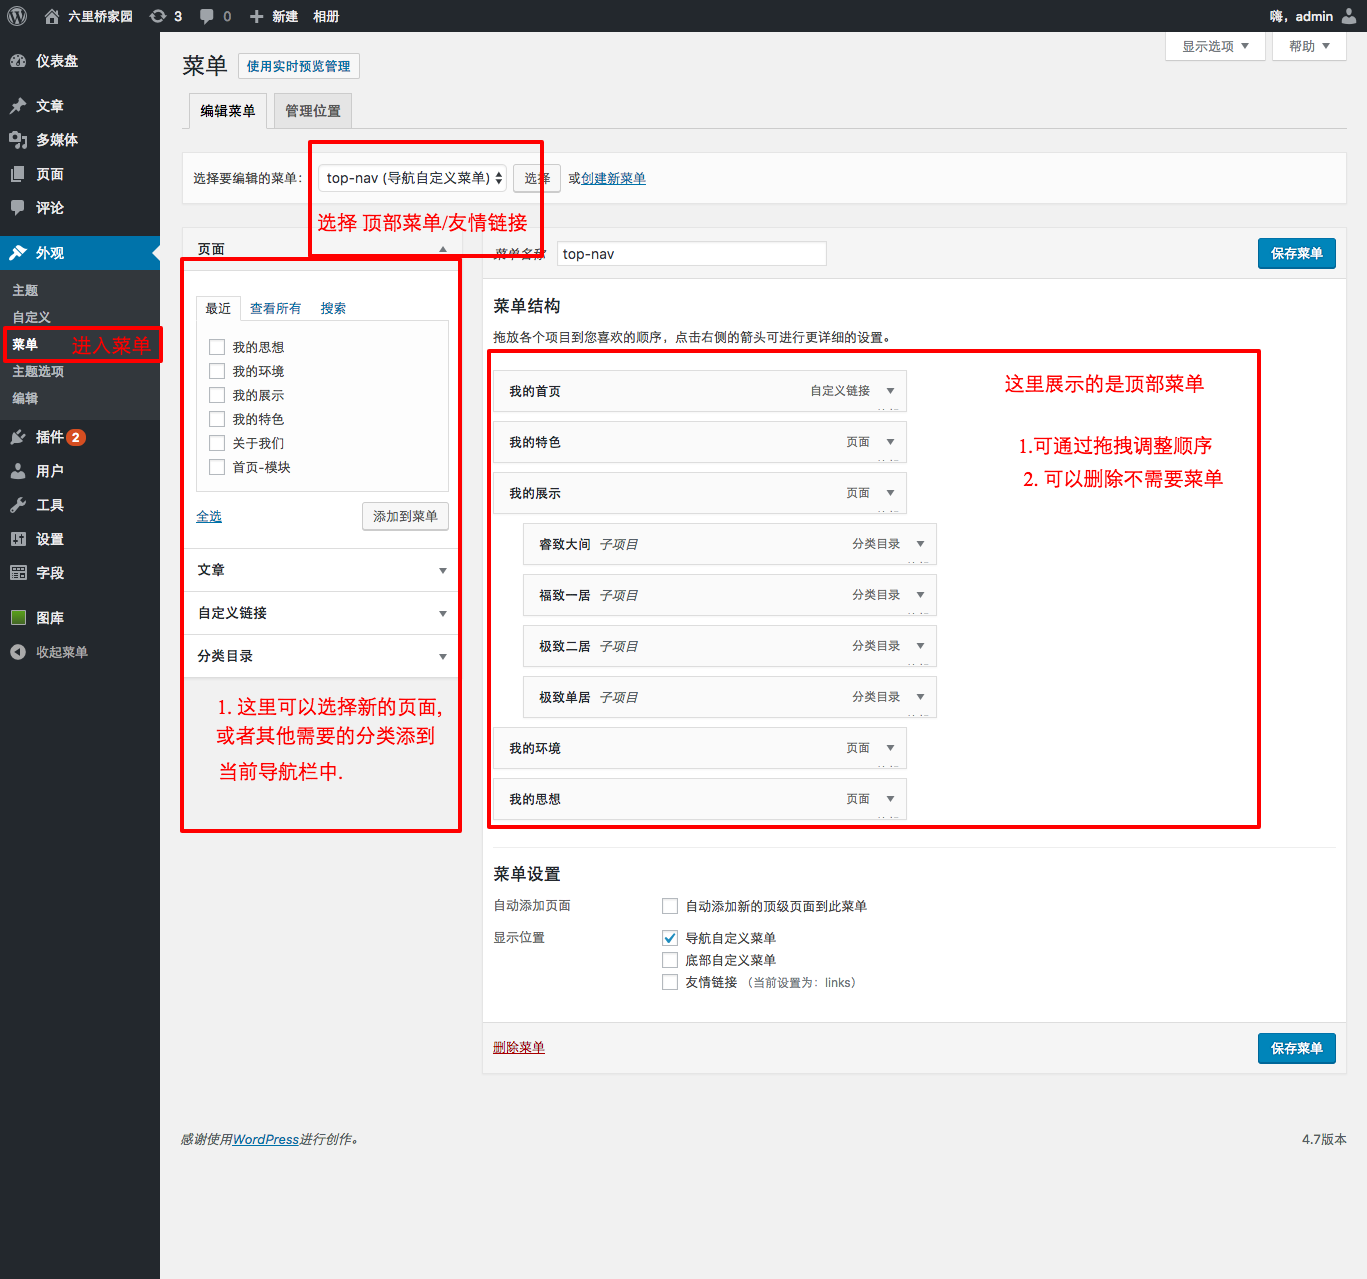 六里桥家园 3 0 新建 相册 嗨，admin
显示选项 帮助
仪表盘
文章
多媒体
页面
评论
外观
主题
自定义
菜单 进入菜单
主题选项
编辑
插件 2
用户
工具
设置
字段
图库
收起菜单
菜单 使用实时预览管理
编辑菜单 管理位置
选择要编辑的菜单： top-nav (导航自定义菜单) 选择 或创建新菜单
选择 顶部菜单/友情链接
页面
最近 查看所有 搜索
我的思想
我的环境
我的展示
我的特色
关于我们
首页-模块
全选 添加到菜单
文章
自定义链接
分类目录
1. 这里可以选择新的页面,
或者其他需要的分类添到
当前导航栏中.
菜单名称 top-nav 保存菜单
菜单结构
拖放各个项目到您喜欢的顺序，点击右侧的箭头可进行更详细的设置。
我的首页 自定义链接
我的特色 页面
我的展示 页面
睿致大间 子项目 分类目录
福致一居 子项目 分类目录
极致二居 子项目 分类目录
极致单居 子项目 分类目录
我的环境 页面
我的思想 页面
这里展示的是顶部菜单
1.可通过拖拽调整顺序
2. 可以删除不需要菜单
菜单设置
自动添加页面 自动添加新的顶级页面到此菜单
显示位置 导航自定义菜单
底部自定义菜单
友情链接 （当前设置为：links）
删除菜单 保存菜单
感谢使用WordPress进行创作。 4.7版本